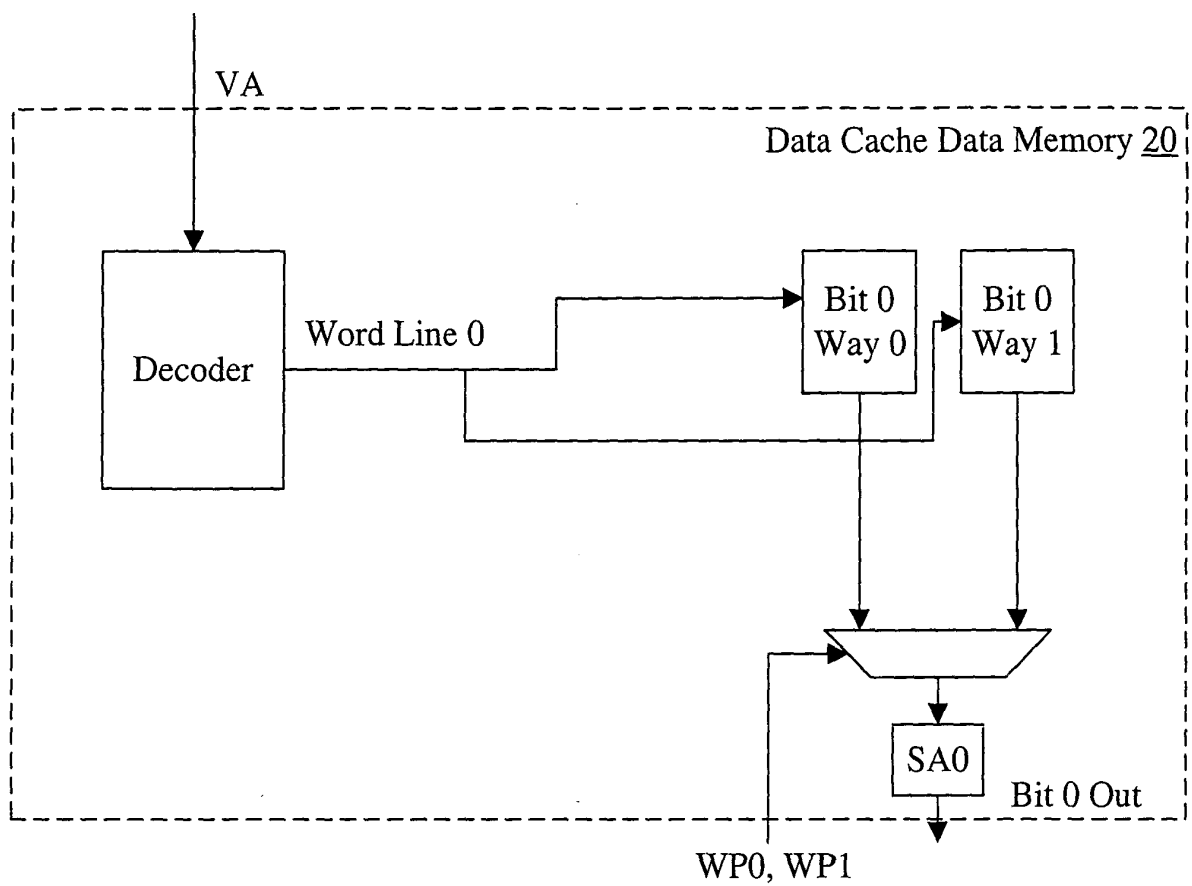 VA
Data Cache Data Memory 20
Decoder
Word Line 0
Bit 0
Way 0
Bit 0
Way 1
SA0
Bit 0 Out
WP0, WP1